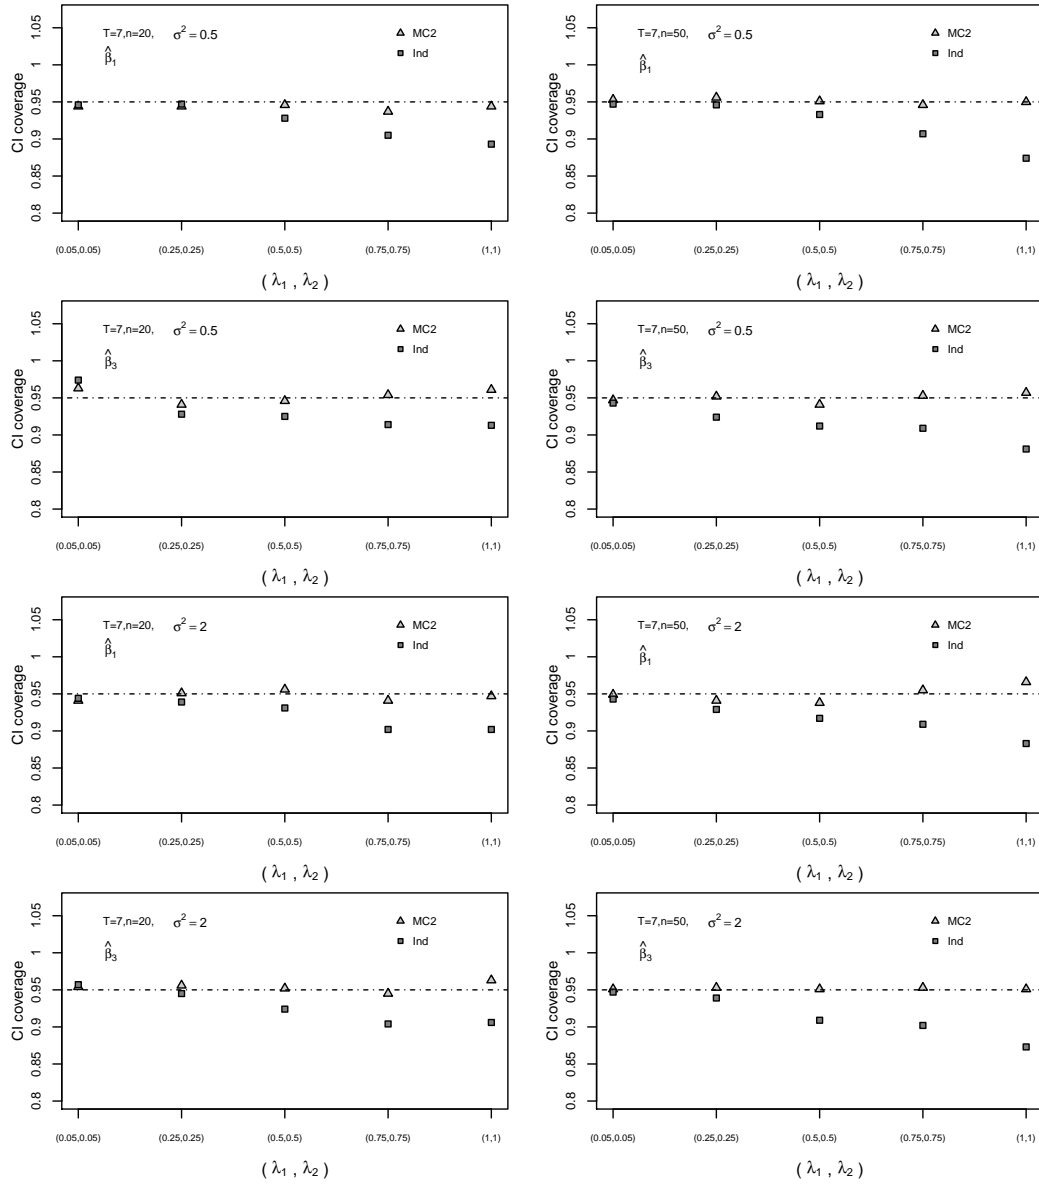 T=7,n=20, σ² = 0.5
β̂₁
MC2
Ind
CI coverage
0.8 0.85 0.9 0.95 1 1.05
(0.05,0.05) (0.25,0.25) (0.5,0.5) (0.75,0.75) (1,1)
( λ₁ , λ₂ )
T=7,n=50, σ² = 0.5
β̂₁
MC2
Ind
CI coverage
0.8 0.85 0.9 0.95 1 1.05
(0.05,0.05) (0.25,0.25) (0.5,0.5) (0.75,0.75) (1,1)
( λ₁ , λ₂ )
T=7,n=20, σ² = 0.5
β̂₃
MC2
Ind
CI coverage
0.8 0.85 0.9 0.95 1 1.05
(0.05,0.05) (0.25,0.25) (0.5,0.5) (0.75,0.75) (1,1)
( λ₁ , λ₂ )
T=7,n=50, σ² = 0.5
β̂₃
MC2
Ind
CI coverage
0.8 0.85 0.9 0.95 1 1.05
(0.05,0.05) (0.25,0.25) (0.5,0.5) (0.75,0.75) (1,1)
( λ₁ , λ₂ )
T=7,n=20, σ² = 2
β̂₁
MC2
Ind
CI coverage
0.8 0.85 0.9 0.95 1 1.05
(0.05,0.05) (0.25,0.25) (0.5,0.5) (0.75,0.75) (1,1)
( λ₁ , λ₂ )
T=7,n=50, σ² = 2
β̂₁
MC2
Ind
CI coverage
0.8 0.85 0.9 0.95 1 1.05
(0.05,0.05) (0.25,0.25) (0.5,0.5) (0.75,0.75) (1,1)
( λ₁ , λ₂ )
T=7,n=20, σ² = 2
β̂₃
MC2
Ind
CI coverage
0.8 0.85 0.9 0.95 1 1.05
(0.05,0.05) (0.25,0.25) (0.5,0.5) (0.75,0.75) (1,1)
( λ₁ , λ₂ )
T=7,n=50, σ² = 2
β̂₃
MC2
Ind
CI coverage
0.8 0.85 0.9 0.95 1 1.05
(0.05,0.05) (0.25,0.25) (0.5,0.5) (0.75,0.75) (1,1)
( λ₁ , λ₂ )